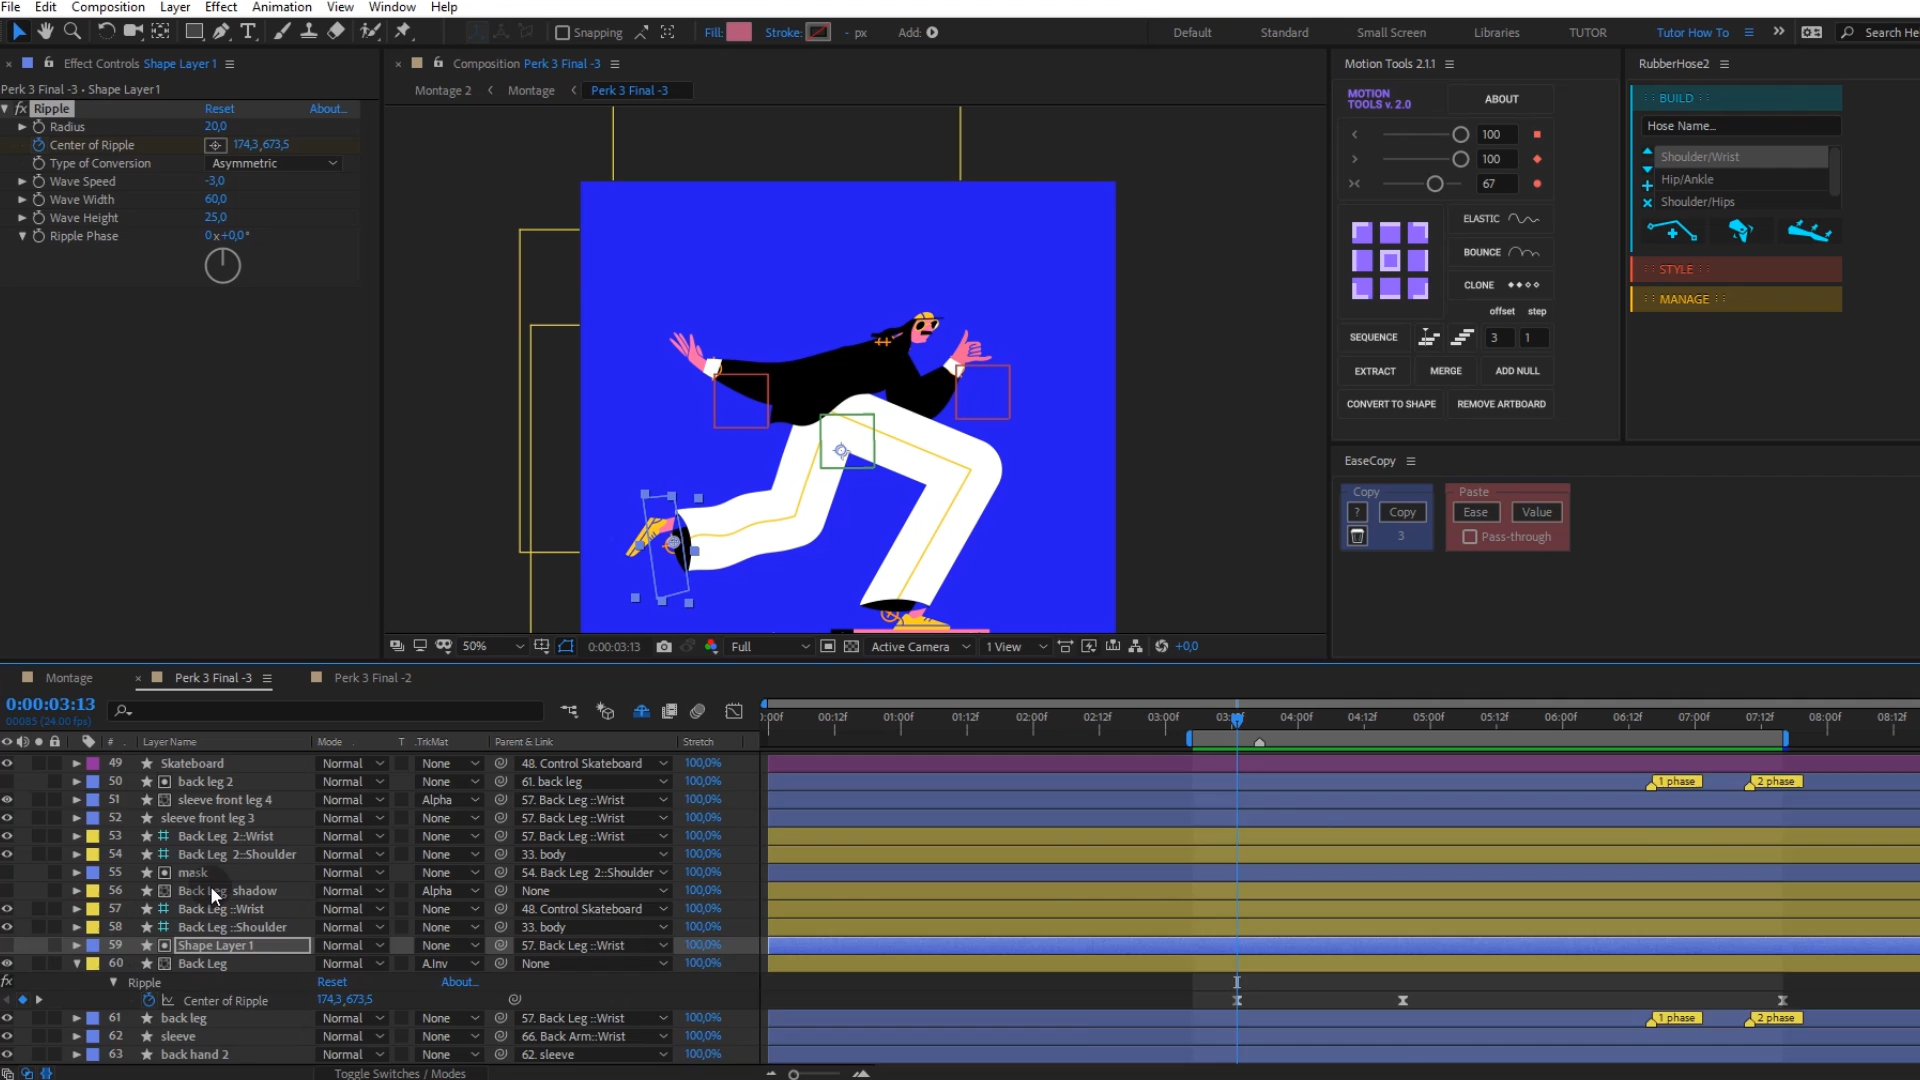 File Edit Composition Layer Effect Animation View Window Help
Snapping Fill: Stroke: - px Add: Default Standard Small Screen Libraries TUTOR Tutor How To Search He
Effect Controls Shape Layer 1
Perk 3 Final -3 • Shape Layer1
fx Ripple Reset About...
Radius 20,0
Center of Ripple 174,3,673,5
Type of Conversion Asymmetric
Wave Speed -3,0
Wave Width 60,0
Wave Height 25,0
Ripple Phase 0x+0,0°
Composition Perk 3 Final -3
Montage 2 Montage Perk 3 Final -3
50% 0:00:03:13 Full Active Camera 1 View +0,0
Motion Tools 2.1.1
MOTION TOOLS v. 2.0 ABOUT
100
100
67
ELASTIC
BOUNCE
CLONE
offset step
SEQUENCE 3 1
EXTRACT MERGE ADD NULL
CONVERT TO SHAPE REMOVE ARTBOARD
RubberHose2
BUILD
Hose Name...
Shoulder/Wrist
Hip/Ankle
Shoulder/Hips
STYLE
MANAGE
EaseCopy
Copy Paste
? Copy Ease Value
3 Pass-through
Montage Perk 3 Final -3 Perk 3 Final -2
0:00:03:13
00085 (24.00 fps)
:00f 00:12f 01:00f 01:12f 02:00f 02:12f 03:00f 04:00f 04:12f 05:00f 05:12f 06:00f 06:12f 07:00f 07:12f 08:00f 08:12f
# Layer Name Mode T .TrkMat Parent & Link Stretch
49 Skateboard Normal None 48. Control Skateboard 100,0%
50 back leg 2 Normal None 61. back leg 100,0% 1 phase 2 phase
51 sleeve front leg 4 Normal Alpha 57. Back Leg ::Wrist 100,0%
52 sleeve front leg 3 Normal None 57. Back Leg ::Wrist 100,0%
53 Back Leg 2::Wrist Normal None 57. Back Leg ::Wrist 100,0%
54 Back Leg 2::Shoulder Normal None 33. body 100,0%
55 mask Normal None 54. Back Leg 2::Shoulder 100,0%
56 Back Leg shadow Normal Alpha None 100,0%
57 Back Leg ::Wrist Normal None 48. Control Skateboard 100,0%
58 Back Leg ::Shoulder Normal None 33. body 100,0%
59 Shape Layer 1 Normal None 57. Back Leg ::Wrist 100,0%
60 Back Leg Normal A.Inv None 100,0%
fx Ripple Reset About...
Center of Ripple 174,3,673,5
61 back leg Normal None 57. Back Leg ::Wrist 100,0% 1 phase 2 phase
62 sleeve Normal None 66. Back Arm::Wrist 100,0%
63 back hand 2 Normal None 62. sleeve 100,0%
Toggle Switches / Modes